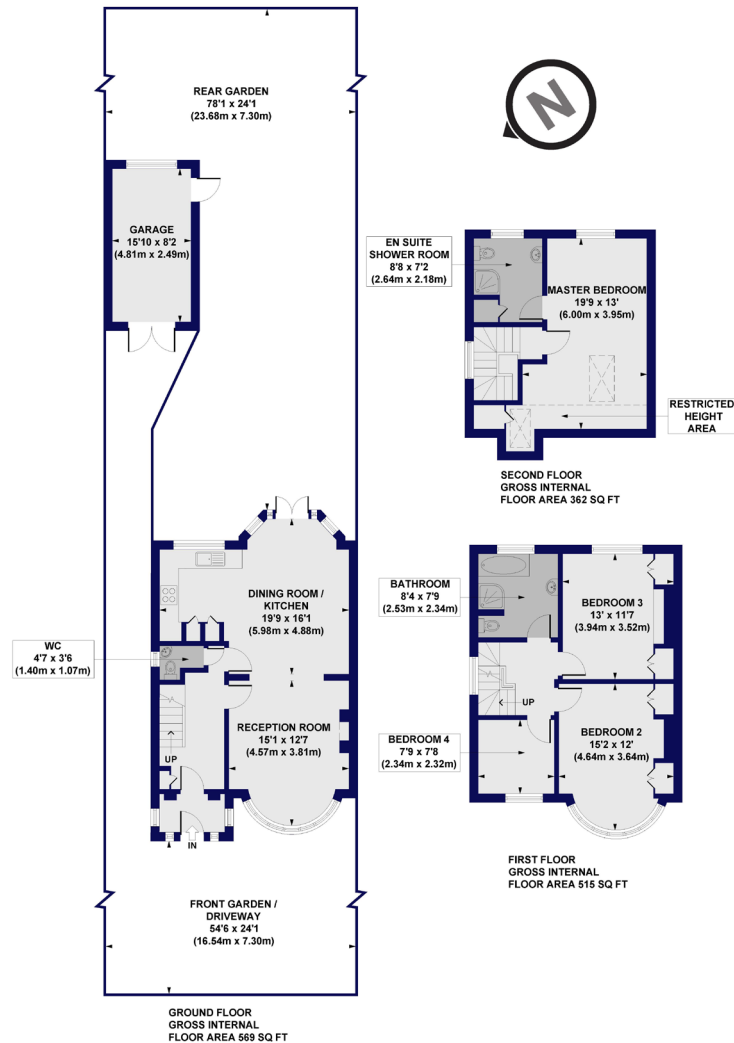 REAR GARDEN
78'1 x 24'1
(23.68m x 7.30m)
N
GARAGE
15'10 x 8'2
(4.81m x 2.49m)
EN SUITE
SHOWER ROOM
8'8 x 7'2
(2.64m x 2.18m)
MASTER BEDROOM
19'9 x 13'
(6.00m x 3.95m)
RESTRICTED
HEIGHT
AREA
SECOND FLOOR
GROSS INTERNAL
FLOOR AREA 362 SQ FT
DINING ROOM /
KITCHEN
19'9 x 16'1
(5.98m x 4.88m)
WC
4'7 x 3'6
(1.40m x 1.07m)
RECEPTION ROOM
15'1 x 12'7
(4.57m x 3.81m)
UP
IN
BATHROOM
8'4 x 7'9
(2.53m x 2.34m)
BEDROOM 3
13' x 11'7
(3.94m x 3.52m)
UP
BEDROOM 4
7'9 x 7'8
(2.34m x 2.32m)
BEDROOM 2
15'2 x 12'
(4.64m x 3.64m)
FIRST FLOOR
GROSS INTERNAL
FLOOR AREA 515 SQ FT
FRONT GARDEN /
DRIVEWAY
54'6 x 24'1
(16.54m x 7.30m)
GROUND FLOOR
GROSS INTERNAL
FLOOR AREA 569 SQ FT